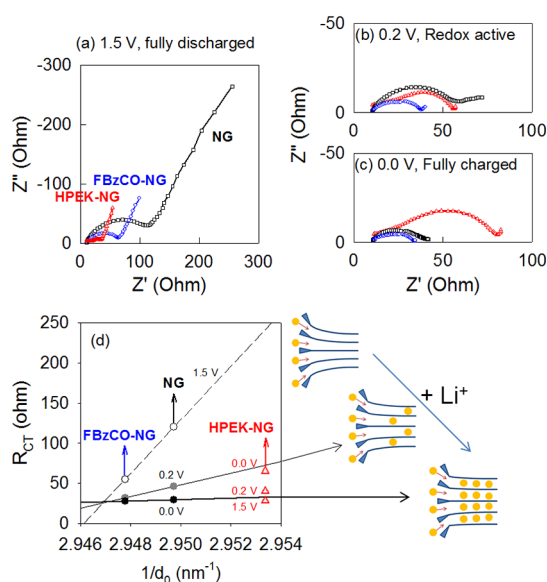 (a) 1.5 V, fully discharged
-300
-200
-100
0
Z'' (Ohm)
NG
FBzCO-NG
HPEK-NG
0 100 200 300
Z' (Ohm)
-50
(b) 0.2 V, Redox active
0
0 50 100
-50
(c) 0.0 V, Fully charged
0
0 50 100
Z'' (Ohm)
Z' (Ohm)
250
200
150
100
50
0
R_CT (ohm)
(d)
1.5 V
NG
FBzCO-NG
HPEK-NG
0.0 V
0.2 V
0.2 V
0.0 V
1.5 V
2.946 2.948 2.950 2.952 2.954
1/d₀ (nm⁻¹)
+ Li⁺